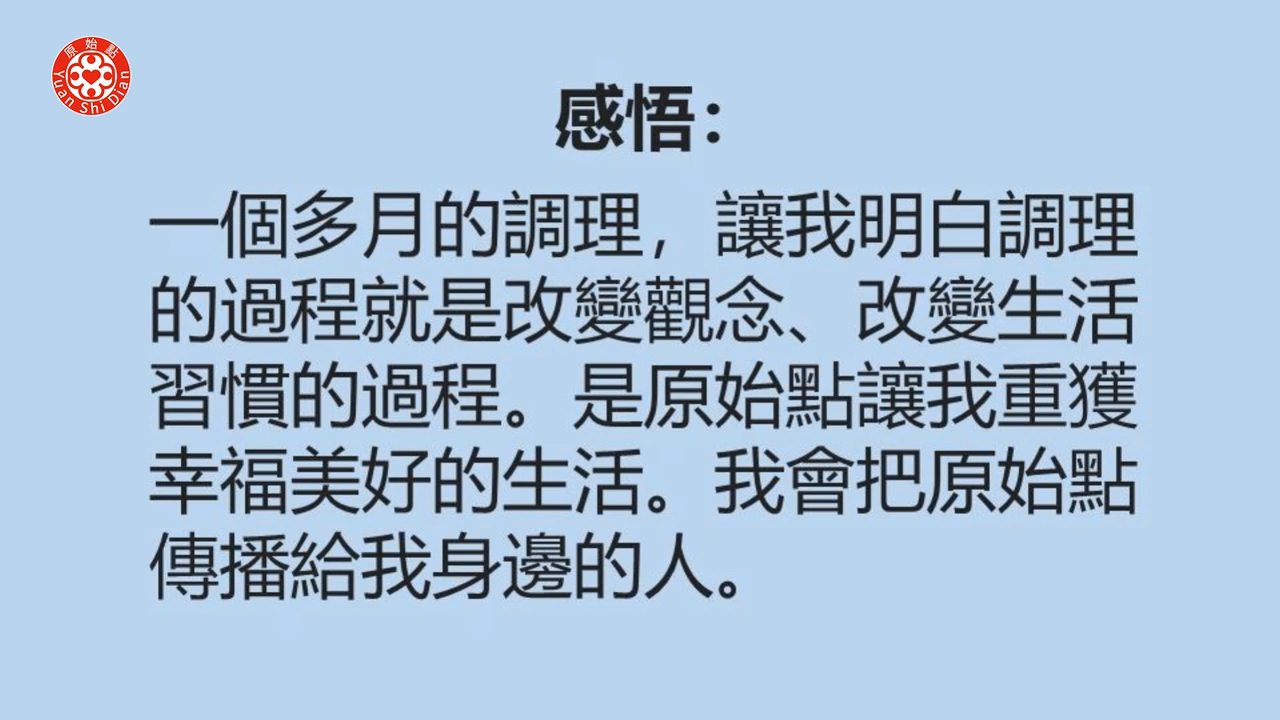 原始點
Yuan Shi Dian
感悟：
一個多月的調理，讓我明白調理
的過程就是改變觀念、改變生活
習慣的過程。是原始點讓我重獲
幸福美好的生活。我會把原始點
傳播給我身邊的人。